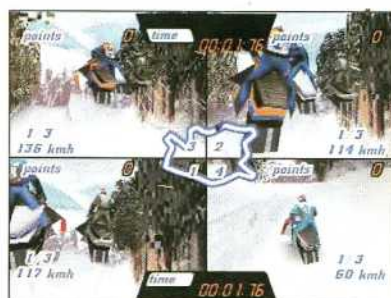 points 0 time 00:01.76 points 0
1 3
136 kmh
1 3
114 kmh
3 2
1 4
points 0 points 0
1 3
117 kmh
1 3
60 kmh
time 00:01.76